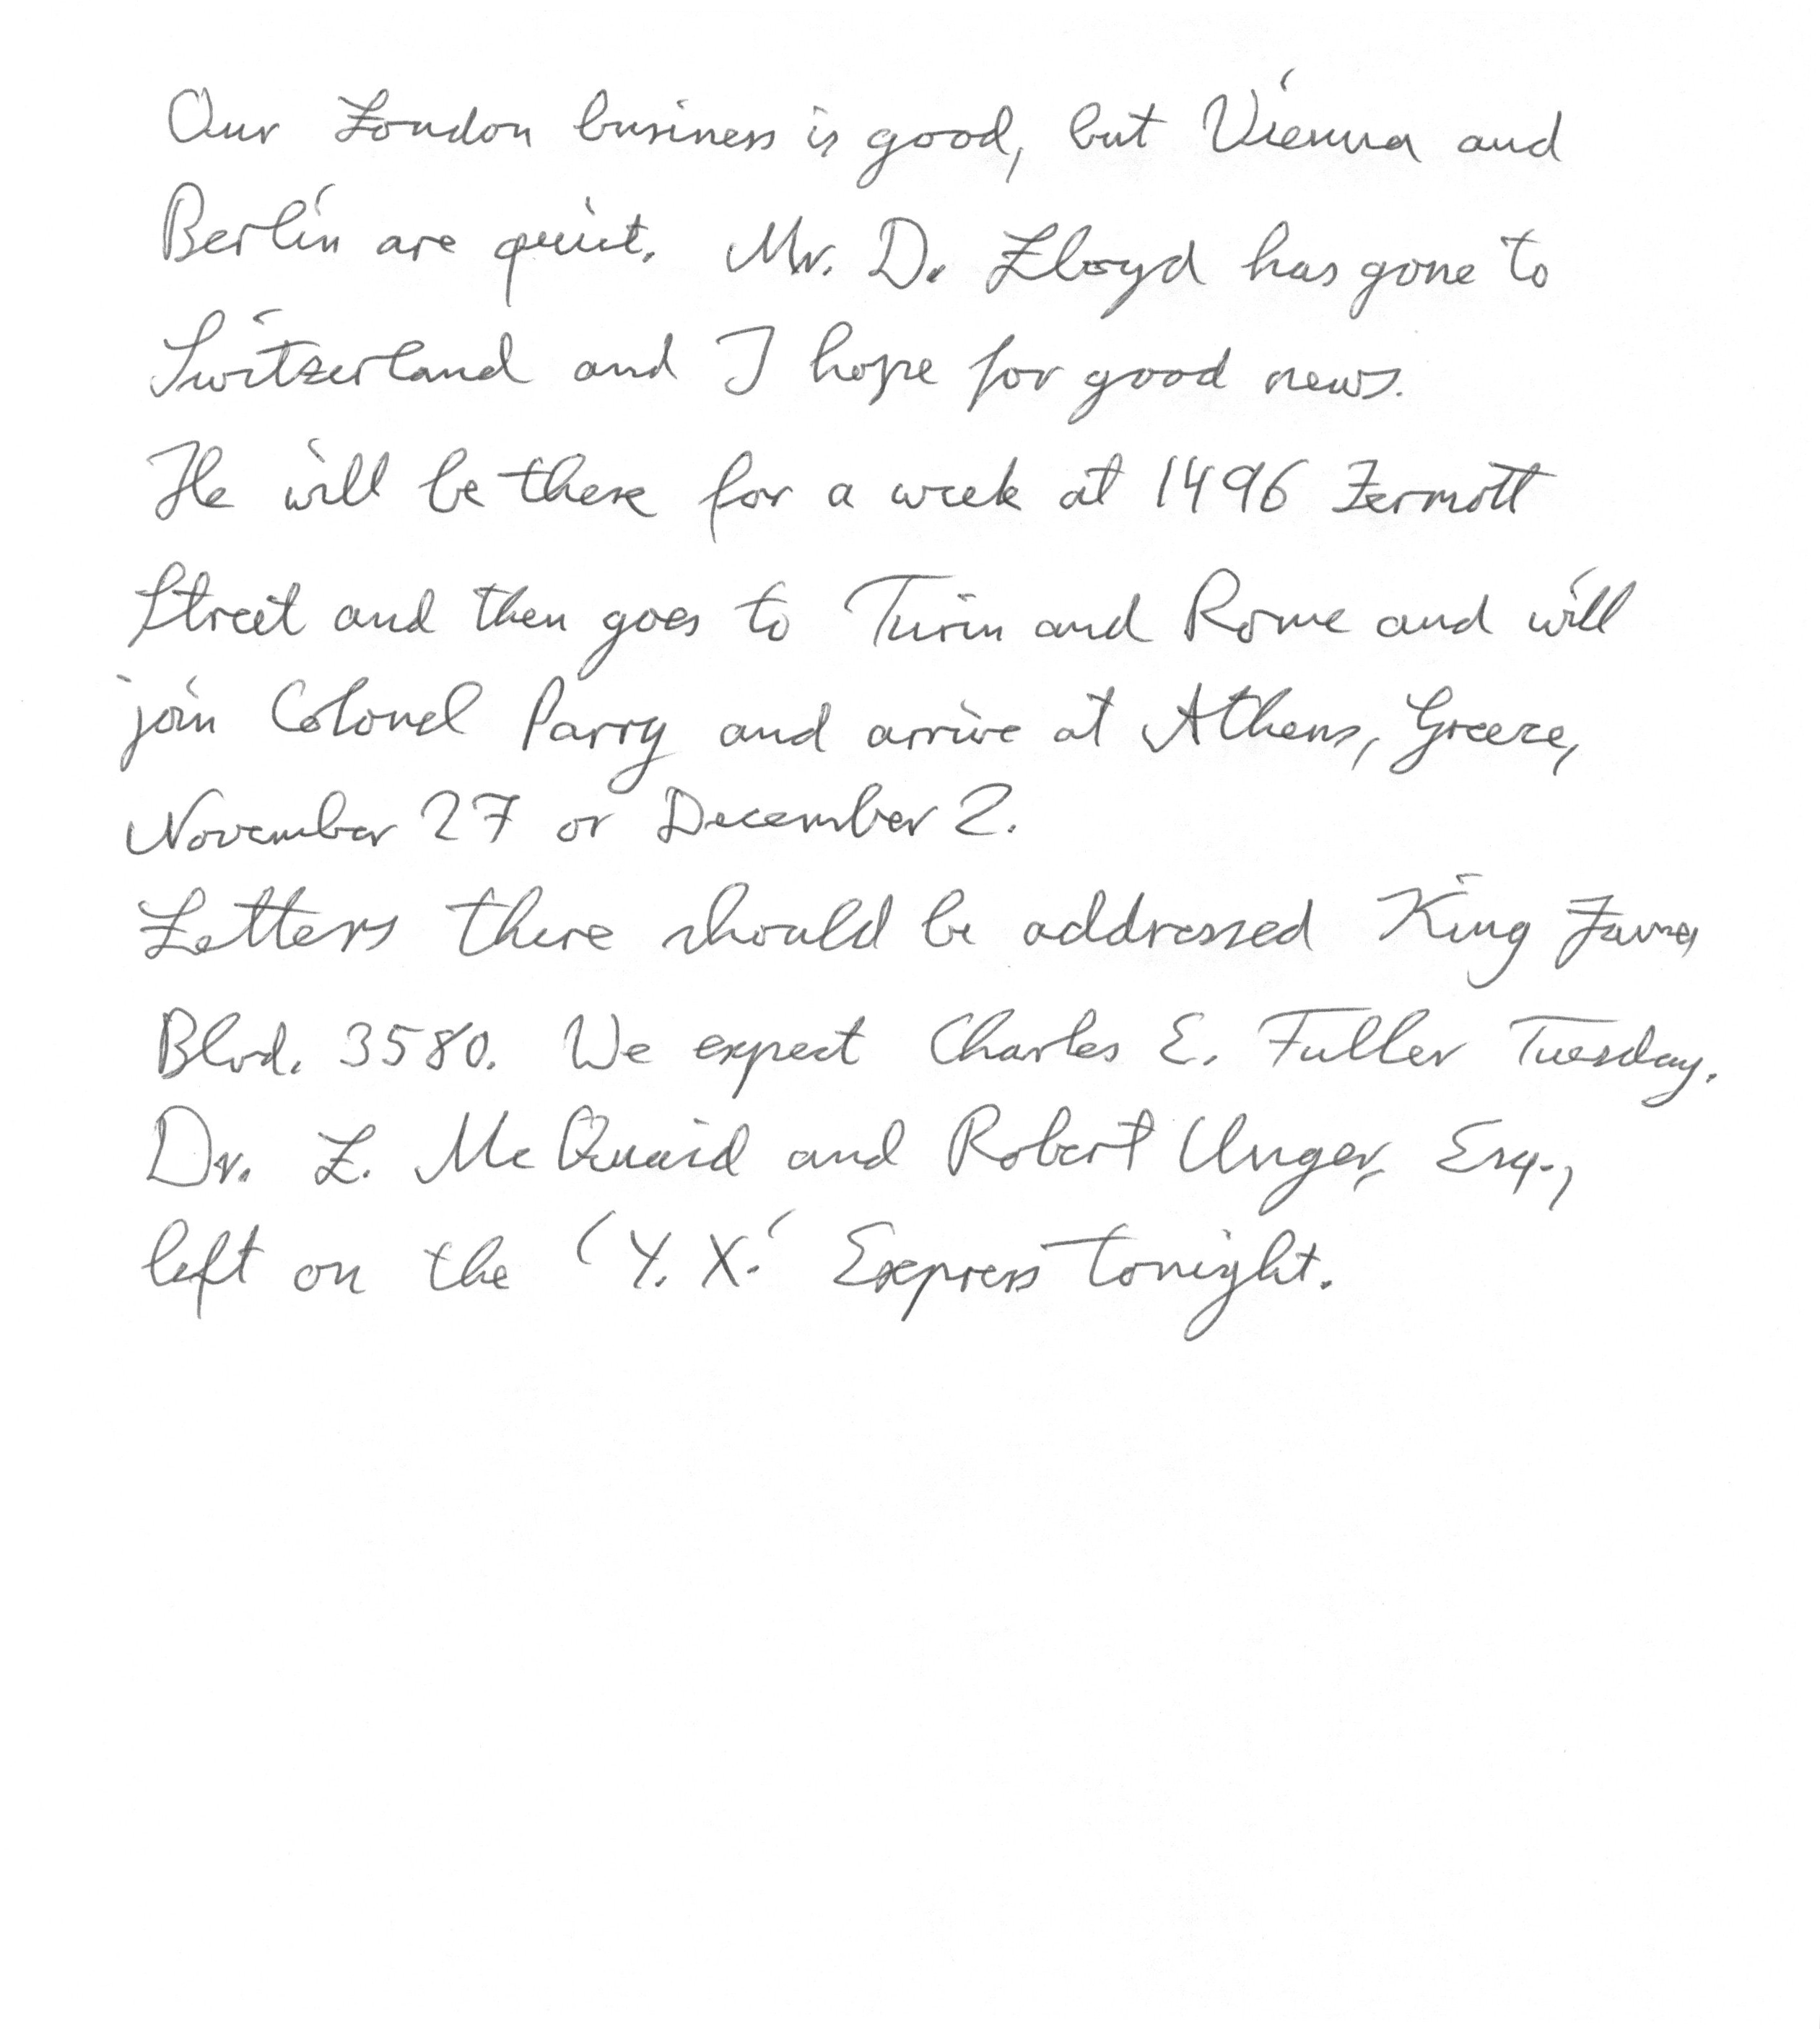 Our London business is good, but Vienna and
Berlin are quiet. Mr. D. Lloyd has gone to
Switzerland and I hope for good news.
He will be there for a week at 1496 Zermott
Street and then goes to Turin and Rome and will
join Colonel Parry and arrive at Athens, Greece,
November 27 or December 2.
Letters there should be addressed King James
Blvd. 3580. We expect Charles E. Fuller Tuesday.
Dr. L. McQuaid and Robert Unger, Esq.,
left on the 'Y. X.' Express tonight.